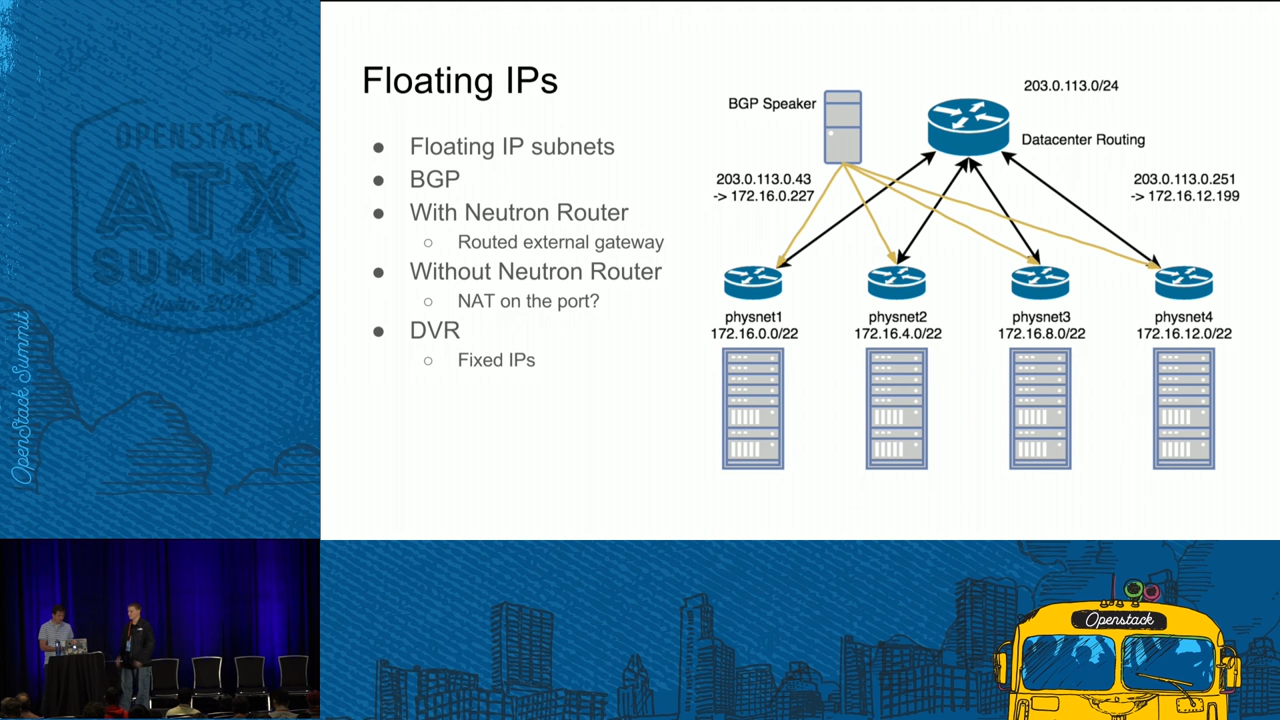 Floating IPs
● Floating IP subnets
● BGP
● With Neutron Router
○ Routed external gateway
● Without Neutron Router
○ NAT on the port?
● DVR
○ Fixed IPs
BGP Speaker
203.0.113.0/24
Datacenter Routing
203.0.113.0.43
-> 172.16.0.227
203.0.113.0.251
-> 172.16.12.199
physnet1
172.16.0.0/22
physnet2
172.16.4.0/22
physnet3
172.16.8.0/22
physnet4
172.16.12.0/22
OPENSTACK
ATX
SUMMIT
Austin 2016
OpenStack Summit
Openstack